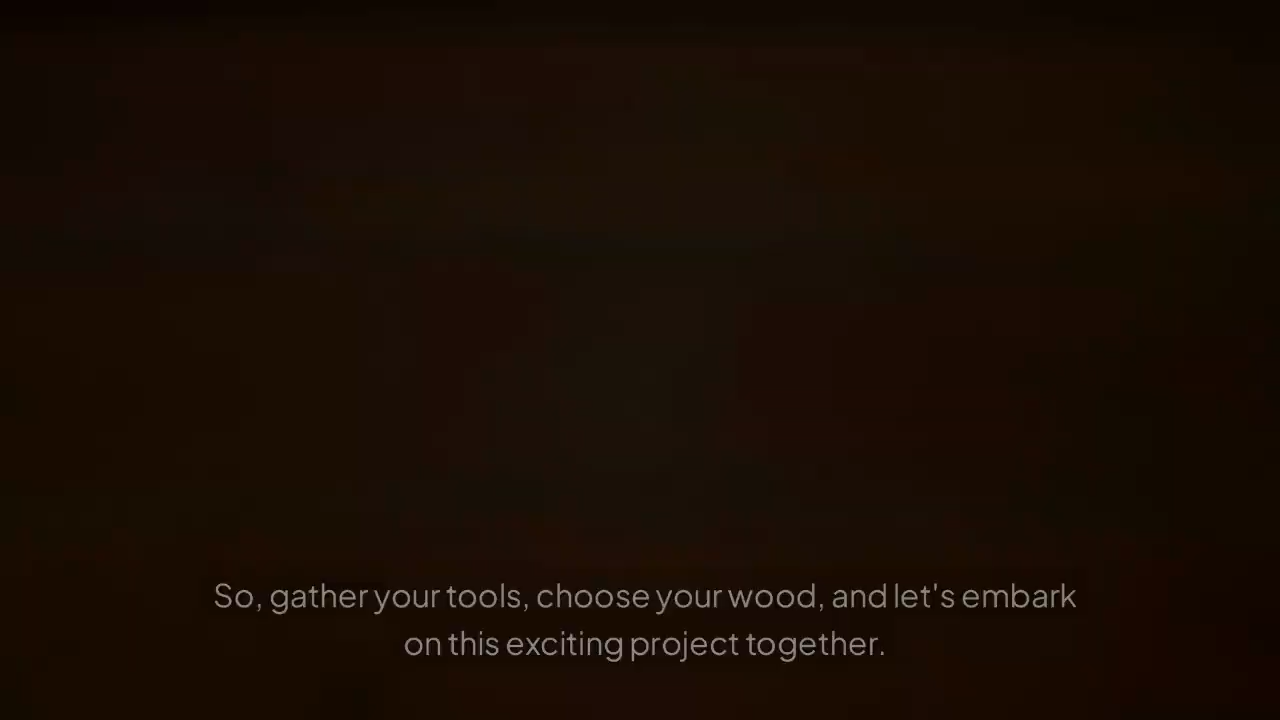 So, gather your tools, choose your wood, and let's embark
on this exciting project together.